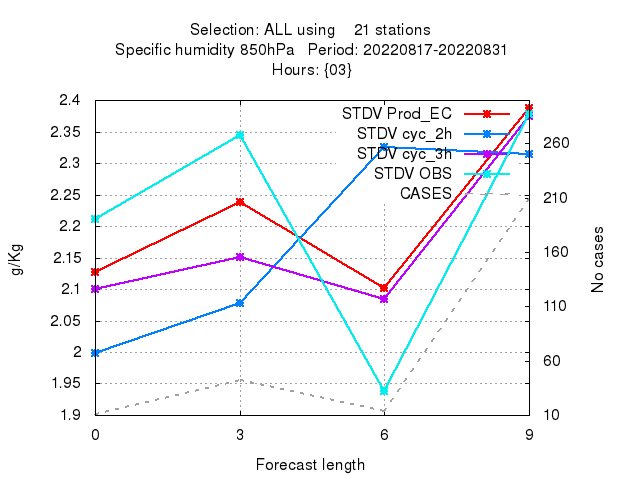 Selection: ALL using    21 stations
Specific humidity 850hPa   Period: 20220817-20220831
Hours: {03}
STDV Prod_EC
STDV cyc_2h
STDV cyc_3h
STDV OBS
CASES
2.4
2.35
2.3
2.25
2.2
2.15
2.1
2.05
2
1.95
1.9
g/Kg
260
210
160
110
60
10
No cases
0 3 6 9
Forecast length